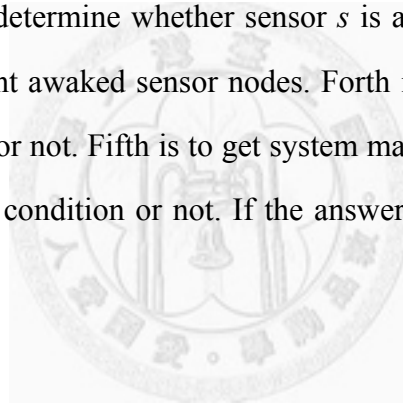 determine whether sensor s is a
nt awaked sensor nodes. Forth
or not. Fifth is to get system ma
condition or not. If the answer